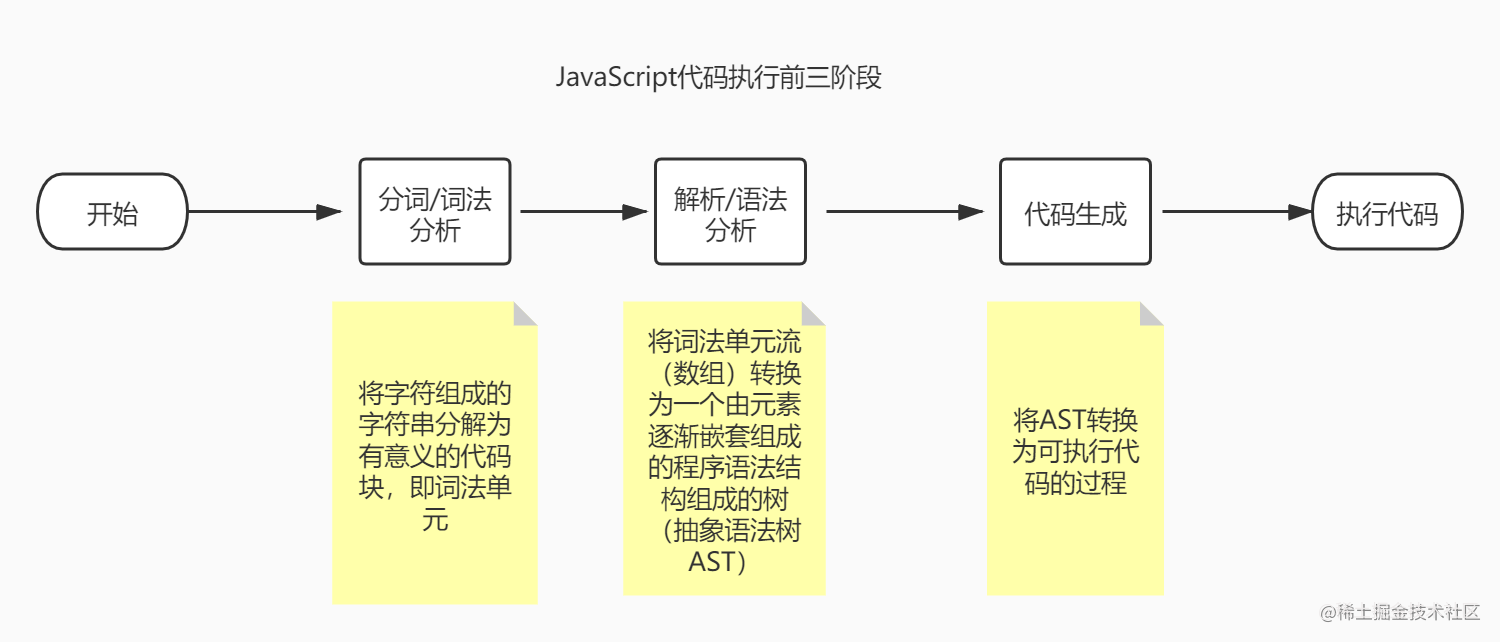 JavaScript代码执行前三阶段
开始
分词/词法
分析
解析/语法
分析
代码生成
执行代码
将字符组成的
字符串分解为
有意义的代码
块，即词法单
元
将词法单元流
（数组）转换
为一个由元素
逐渐嵌套组成
的程序语法结
构组成的树
（抽象语法树
AST）
将AST转换
为可执行代
码的过程
@稀土掘金技术社区